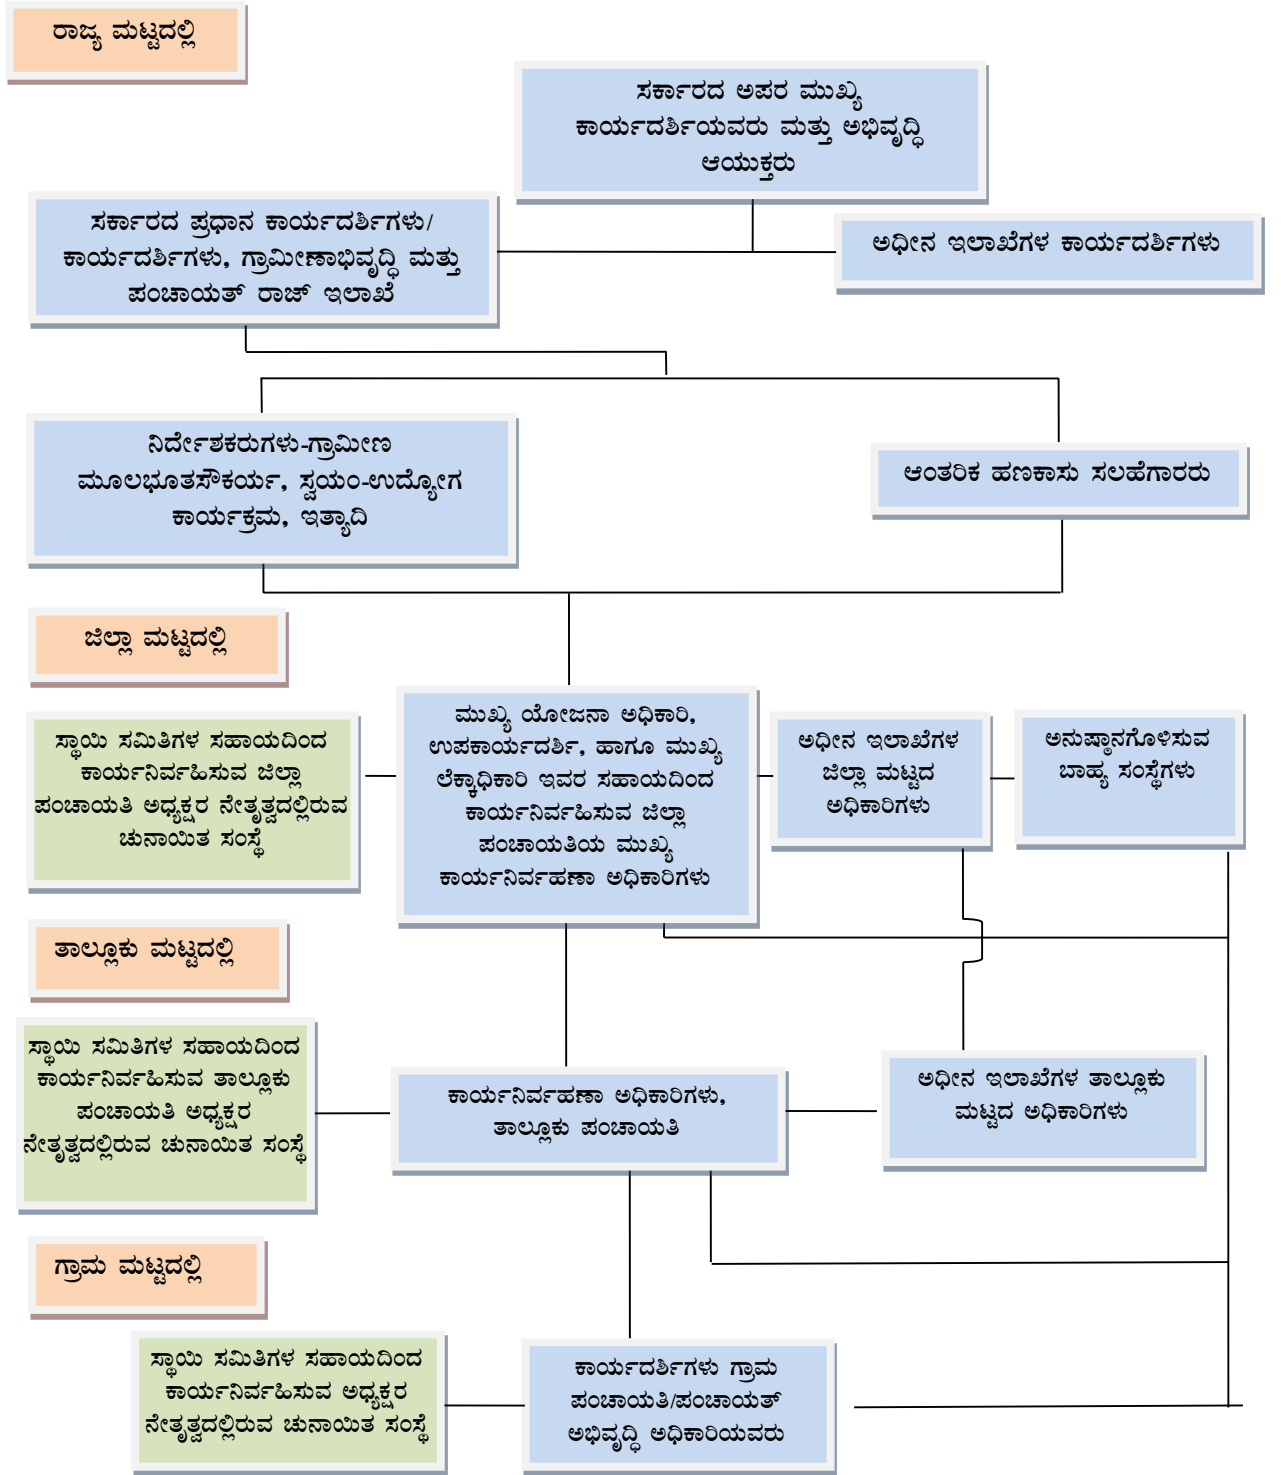 ರಾಜ್ಯ ಮಟ್ಟದಲ್ಲಿ
ಸರ್ಕಾರದ ಅಪರ ಮುಖ್ಯ
ಕಾರ್ಯದರ್ಶಿಯವರು ಮತ್ತು ಅಭಿವೃದ್ಧಿ
ಆಯುಕ್ತರು
ಸರ್ಕಾರದ ಪ್ರಧಾನ ಕಾರ್ಯದರ್ಶಿಗಳು/
ಕಾರ್ಯದರ್ಶಿಗಳು, ಗ್ರಾಮೀಣಾಭಿವೃದ್ಧಿ ಮತ್ತು
ಪಂಚಾಯತ್ ರಾಜ್ ಇಲಾಖೆ
ಅಧೀನ ಇಲಾಖೆಗಳ ಕಾರ್ಯದರ್ಶಿಗಳು
ನಿರ್ದೇಶಕರುಗಳು-ಗ್ರಾಮೀಣ
ಮೂಲಭೂತಸೌಕರ್ಯ, ಸ್ವಯಂ-ಉದ್ಯೋಗ
ಕಾರ್ಯಕ್ರಮ, ಇತ್ಯಾದಿ
ಆಂತರಿಕ ಹಣಕಾಸು ಸಲಹೆಗಾರರು
ಜಿಲ್ಲಾ ಮಟ್ಟದಲ್ಲಿ
ಸ್ಥಾಯಿ ಸಮಿತಿಗಳ ಸಹಾಯದಿಂದ
ಕಾರ್ಯನಿರ್ವಹಿಸುವ ಜಿಲ್ಲಾ
ಪಂಚಾಯತಿ ಅಧ್ಯಕ್ಷರ ನೇತೃತ್ವದಲ್ಲಿರುವ
ಚುನಾಯಿತ ಸಂಸ್ಥೆ
ಮುಖ್ಯ ಯೋಜನಾ ಅಧಿಕಾರಿ,
ಉಪಕಾರ್ಯದರ್ಶಿ, ಹಾಗೂ ಮುಖ್ಯ
ಲೆಕ್ಕಾಧಿಕಾರಿ ಇವರ ಸಹಾಯದಿಂದ
ಕಾರ್ಯನಿರ್ವಹಿಸುವ ಜಿಲ್ಲಾ
ಪಂಚಾಯತಿಯ ಮುಖ್ಯ
ಕಾರ್ಯನಿರ್ವಹಣಾ ಅಧಿಕಾರಿಗಳು
ಅಧೀನ ಇಲಾಖೆಗಳ
ಜಿಲ್ಲಾ ಮಟ್ಟದ
ಅಧಿಕಾರಿಗಳು
ಅನುಷ್ಠಾನಗೊಳಿಸುವ
ಬಾಹ್ಯ ಸಂಸ್ಥೆಗಳು
ತಾಲ್ಲೂಕು ಮಟ್ಟದಲ್ಲಿ
ಸ್ಥಾಯಿ ಸಮಿತಿಗಳ ಸಹಾಯದಿಂದ
ಕಾರ್ಯನಿರ್ವಹಿಸುವ ತಾಲ್ಲೂಕು
ಪಂಚಾಯತಿ ಅಧ್ಯಕ್ಷರ
ನೇತೃತ್ವದಲ್ಲಿರುವ ಚುನಾಯಿತ ಸಂಸ್ಥೆ
ಕಾರ್ಯನಿರ್ವಹಣಾ ಅಧಿಕಾರಿಗಳು,
ತಾಲ್ಲೂಕು ಪಂಚಾಯತಿ
ಅಧೀನ ಇಲಾಖೆಗಳ ತಾಲ್ಲೂಕು
ಮಟ್ಟದ ಅಧಿಕಾರಿಗಳು
ಗ್ರಾಮ ಮಟ್ಟದಲ್ಲಿ
ಸ್ಥಾಯಿ ಸಮಿತಿಗಳ ಸಹಾಯದಿಂದ
ಕಾರ್ಯನಿರ್ವಹಿಸುವ ಅಧ್ಯಕ್ಷರ
ನೇತೃತ್ವದಲ್ಲಿರುವ ಚುನಾಯಿತ ಸಂಸ್ಥೆ
ಕಾರ್ಯದರ್ಶಿಗಳು ಗ್ರಾಮ
ಪಂಚಾಯತಿ/ಪಂಚಾಯತ್
ಅಭಿವೃದ್ಧಿ ಅಧಿಕಾರಿಯವರು